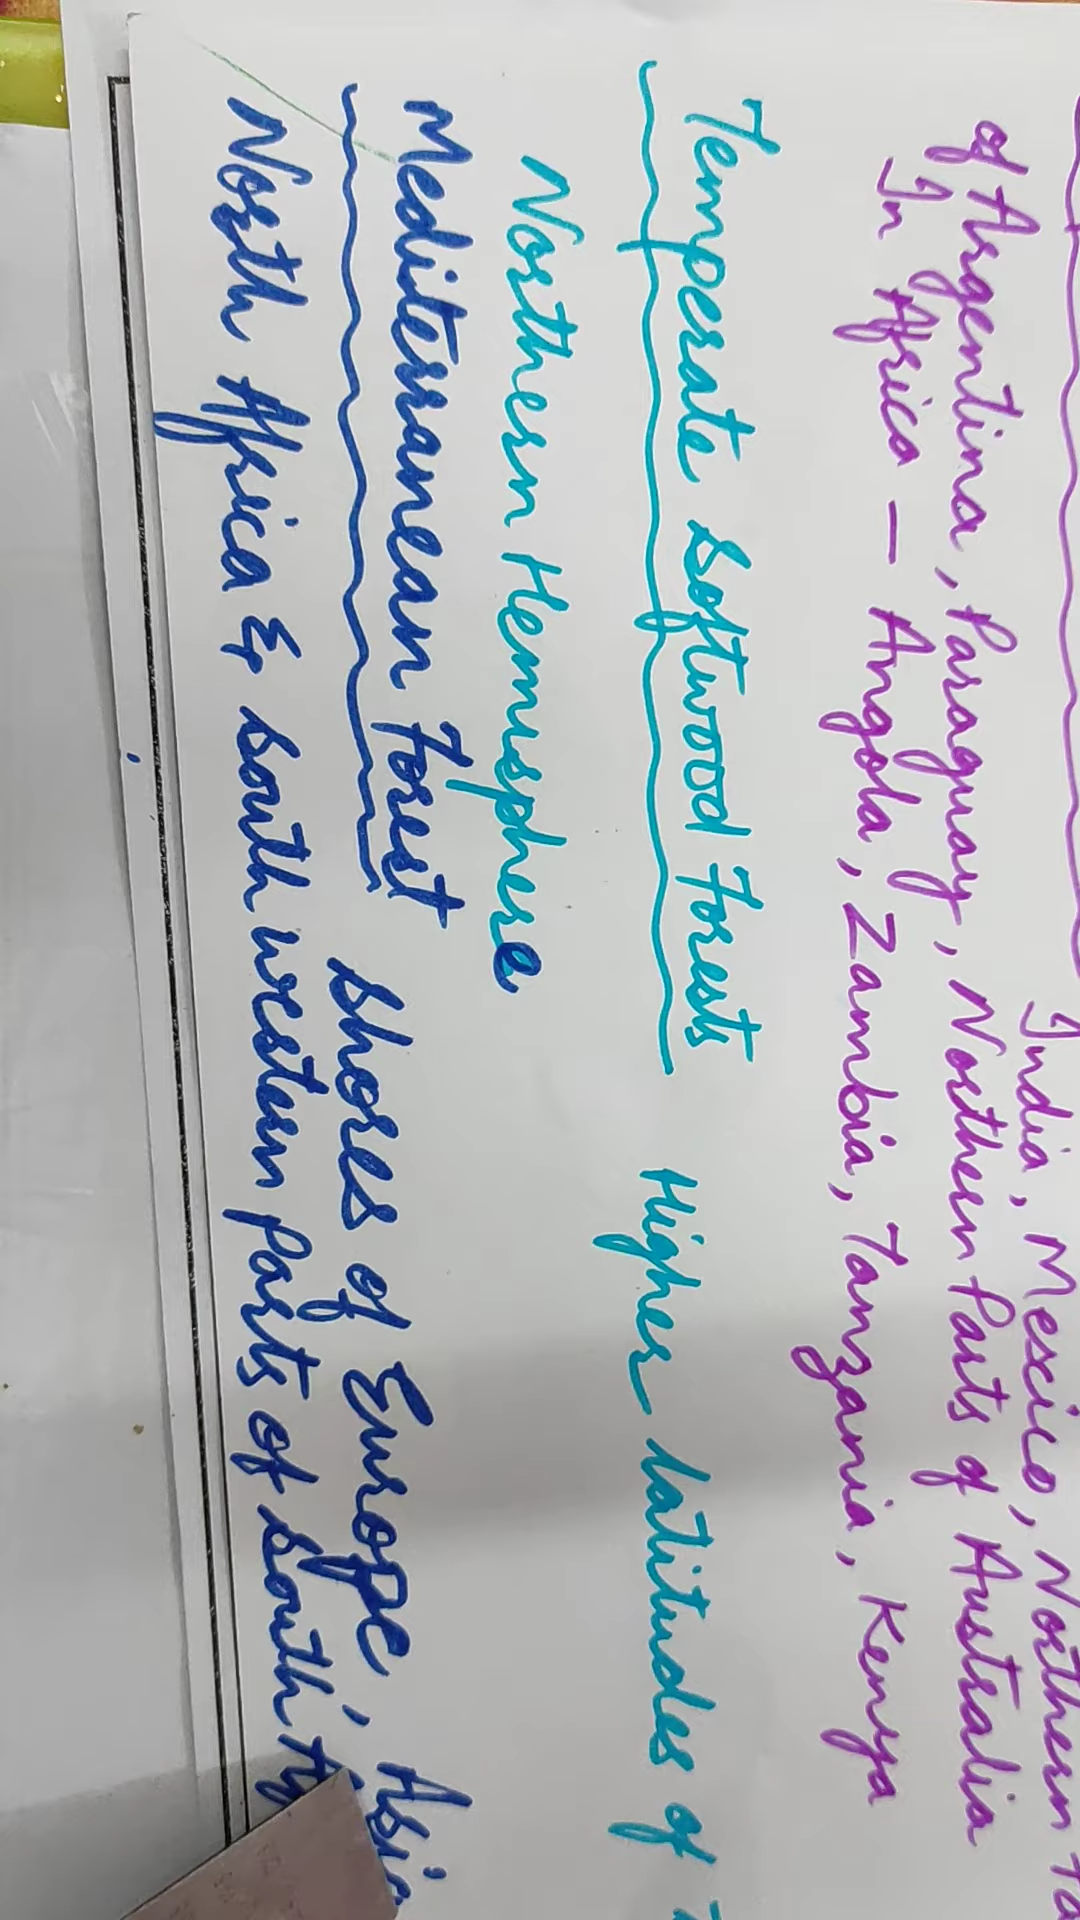 India, Mexico, Northern
of Argentina, Paraguay, Northern Parts of Australia
In Africa – Angola, Zambia, Tanzania, Kenya
Temperate Softwood Forests Higher Latitudes of
Northern Hemisphere
Mediterranean Forest Shores of Europe, Asia
North Africa & South Western Parts of South